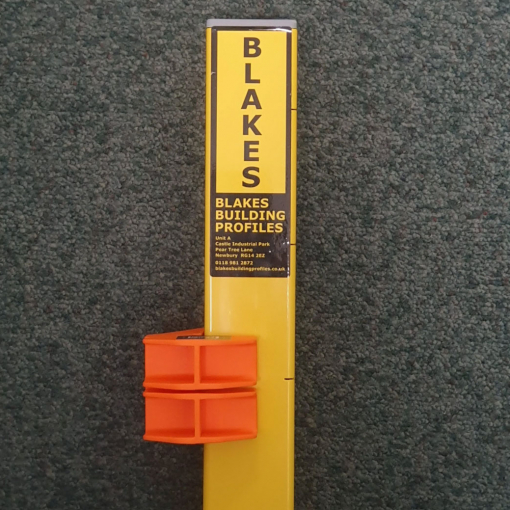 BLAKES
BLAKES
BUILDING
PROFILES
Unit A
Castle Industrial Park
Pear Tree Lane
Newbury RG14 2EZ
0118 981 2872
blakesbuildingprofiles.co.uk